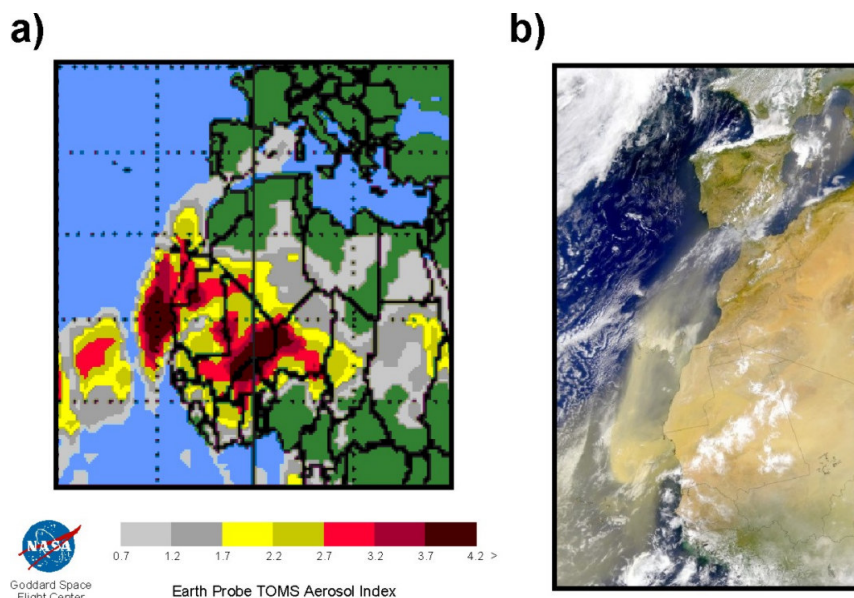 a)
b)
NASA
0.7 1.2 1.7 2.2 2.7 3.2 3.7 4.2 >
Goddard Space
Flight Center
Earth Probe TOMS Aerosol Index